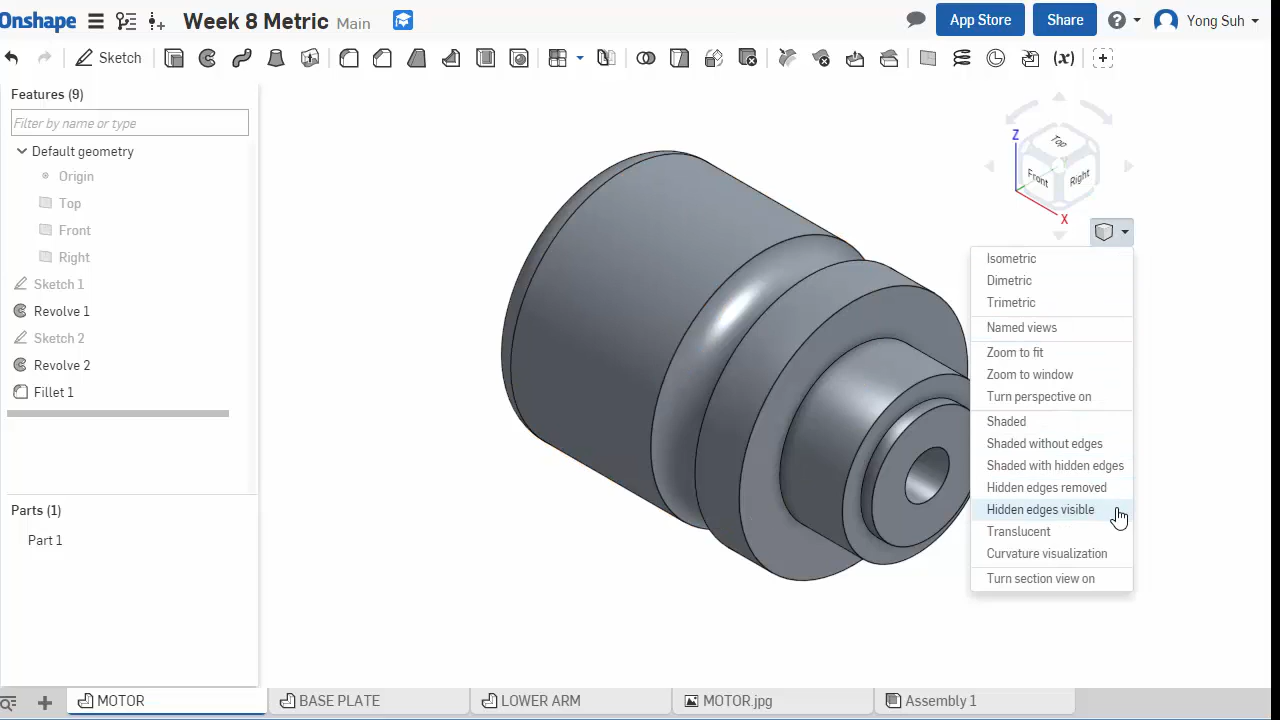 Onshape Week 8 Metric Main App Store Share Yong Suh
Sketch (x)
Features (9)
Filter by name or type
Default geometry
Origin
Top
Front
Right
Sketch 1
Revolve 1
Sketch 2
Revolve 2
Fillet 1
Parts (1)
Part 1
Z
Top
Front
Right
X
Isometric
Dimetric
Trimetric
Named views
Zoom to fit
Zoom to window
Turn perspective on
Shaded
Shaded without edges
Shaded with hidden edges
Hidden edges removed
Hidden edges visible
Translucent
Curvature visualization
Turn section view on
MOTOR BASE PLATE LOWER ARM MOTOR.jpg Assembly 1